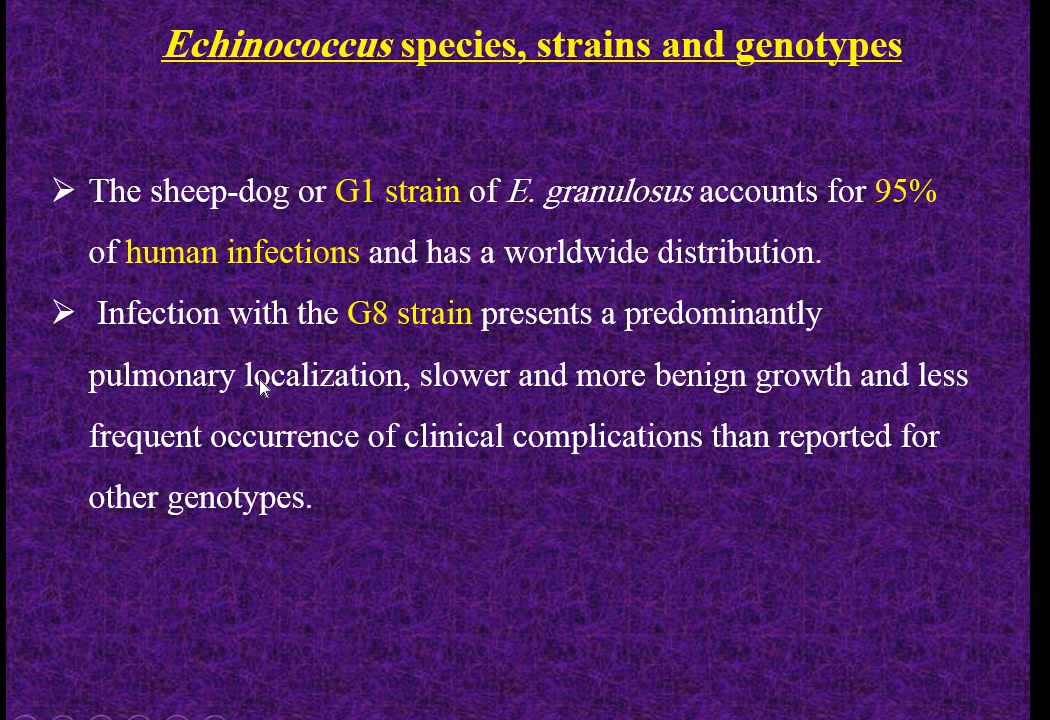 Echinococcus species, strains and genotypes
➢ The sheep-dog or G1 strain of E. granulosus accounts for 95%
of human infections and has a worldwide distribution.
➢ Infection with the G8 strain presents a predominantly
pulmonary localization, slower and more benign growth and less
frequent occurrence of clinical complications than reported for
other genotypes.